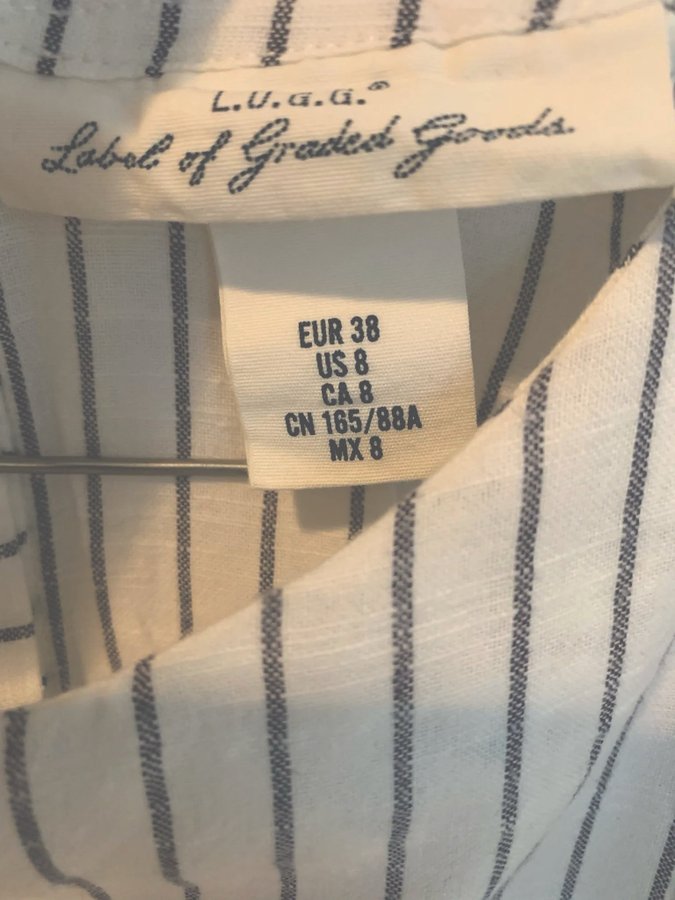 L.U.G.G.®
Label of Graded Goods.
EUR 38
US 8
CA 8
CN 165/88A
MX 8